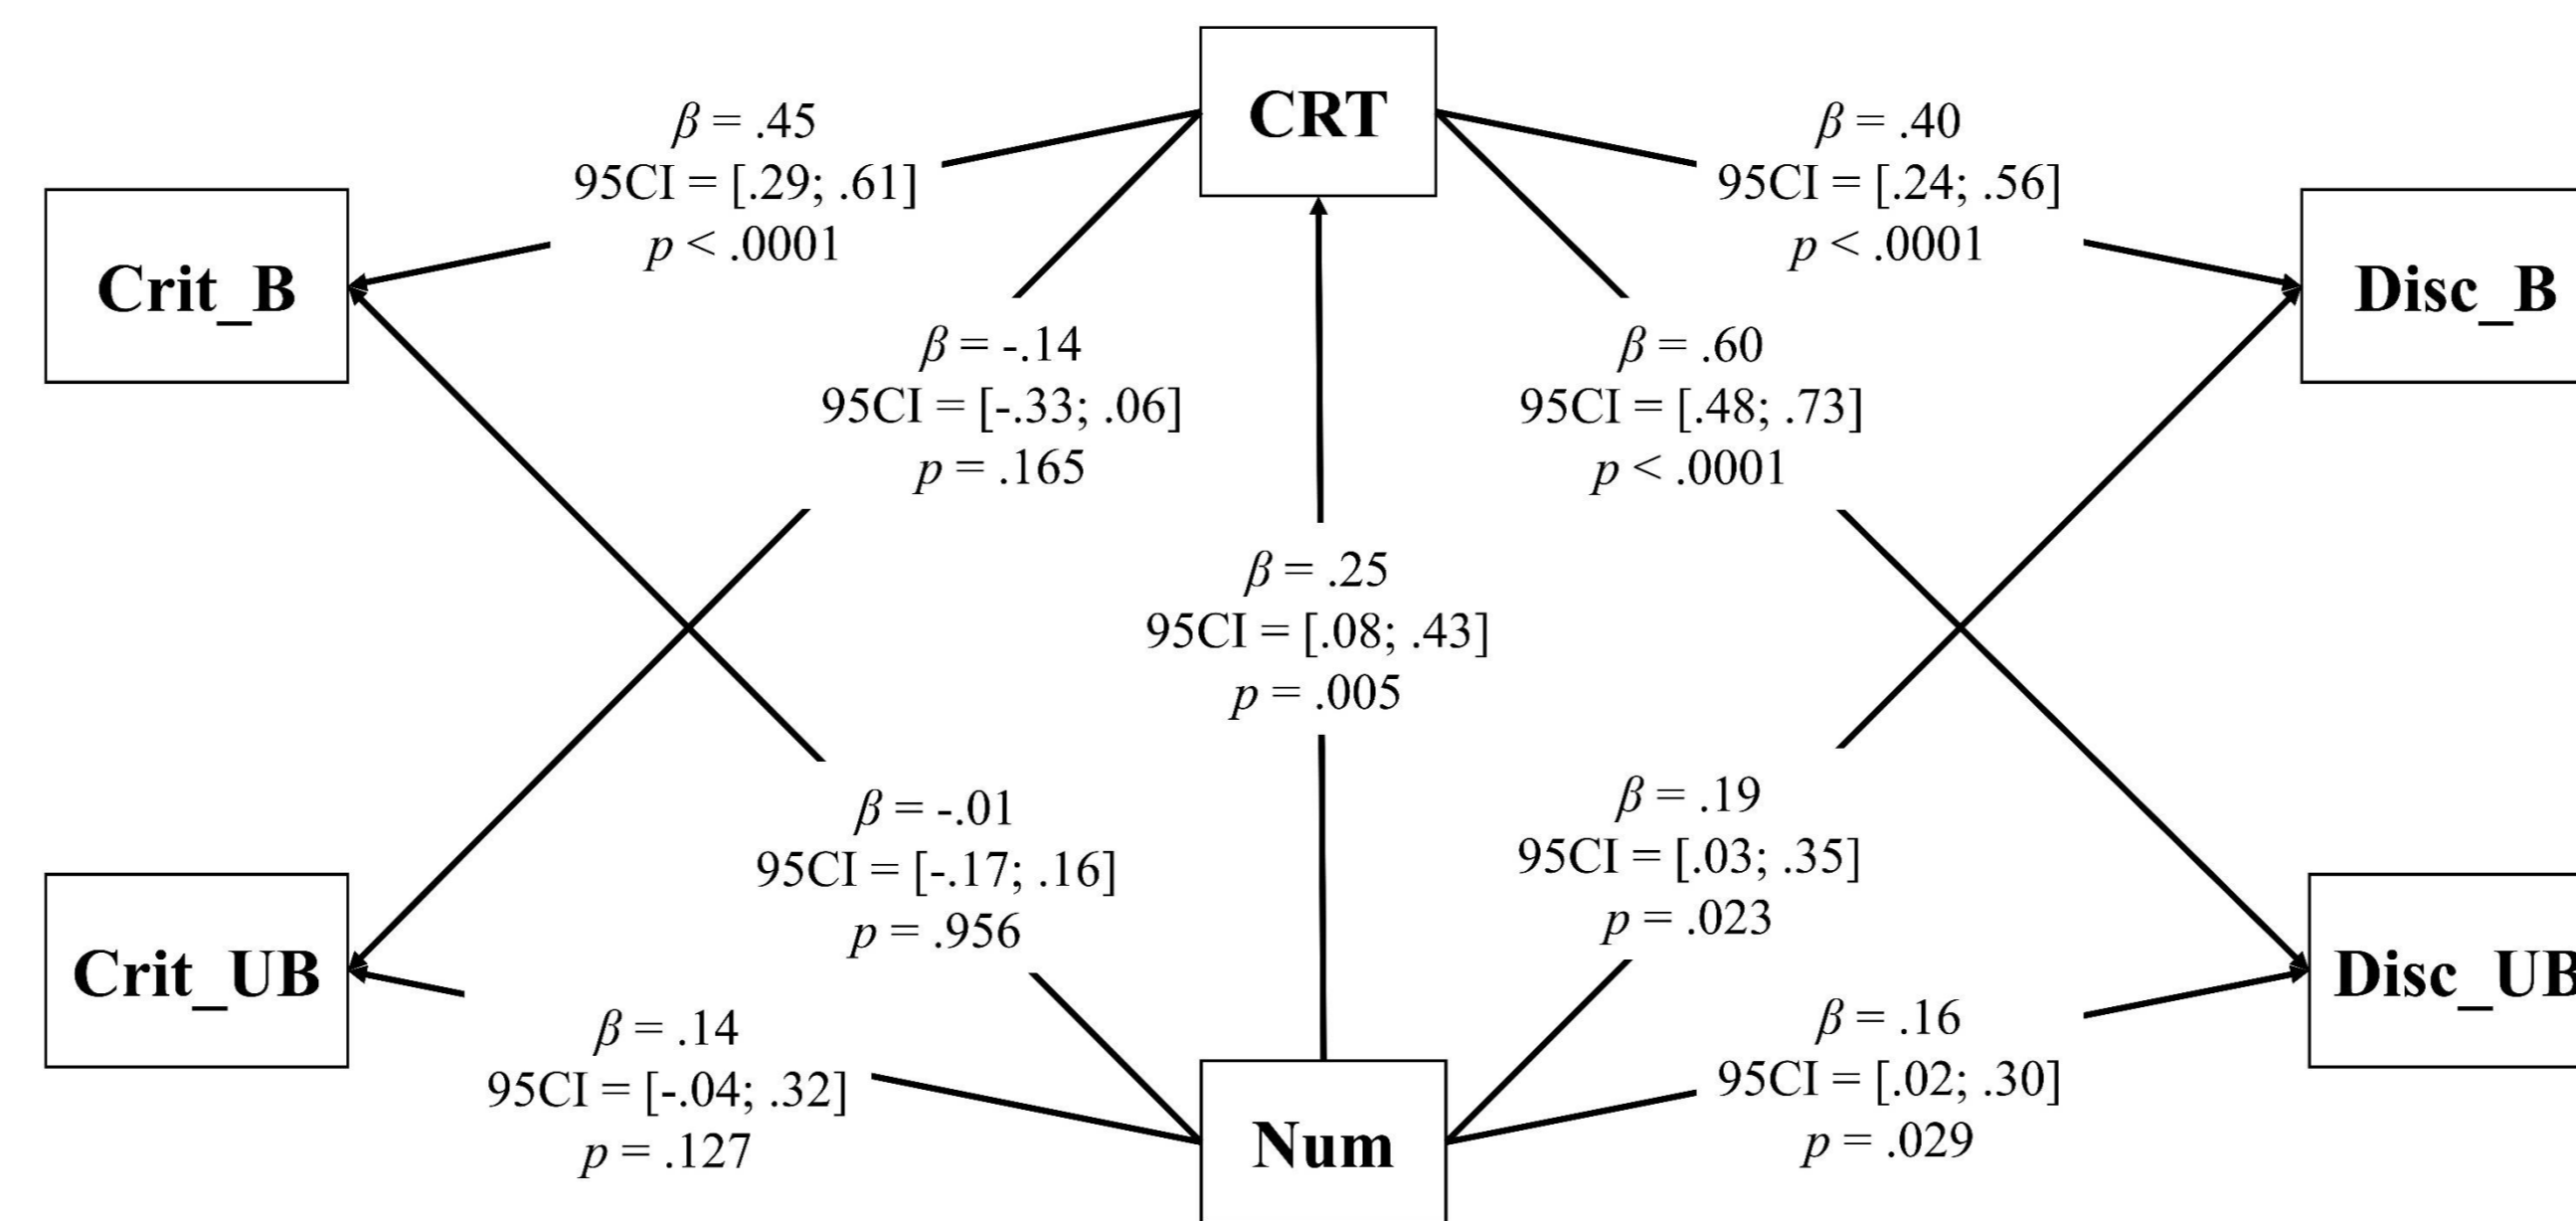 CRT
β = .45
95CI = [.29; .61]
p < .0001
β = .40
95CI = [.24; .56]
p < .0001
Crit_B
Disc_B
β = -.14
95CI = [-.33; .06]
p = .165
β = .60
95CI = [.48; .73]
p < .0001
β = .25
95CI = [.08; .43]
p = .005
β = -.01
95CI = [-.17; .16]
p = .956
β = .19
95CI = [.03; .35]
p = .023
Crit_UB
Disc_UB
β = .14
95CI = [-.04; .32]
p = .127
β = .16
95CI = [.02; .30]
p = .029
Num